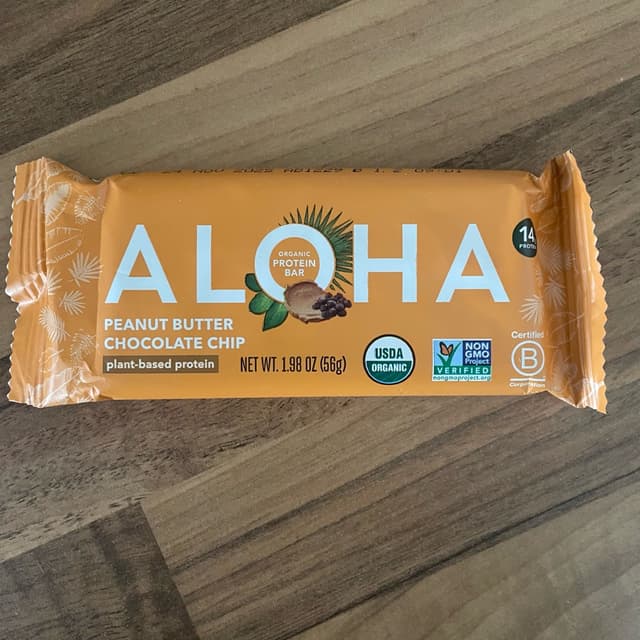 ALOHA
ORGANIC
PROTEIN
BAR
14
PEANUT BUTTER
CHOCOLATE CHIP
plant-based protein
NET WT. 1.98 OZ (56g)
USDA
ORGANIC
NON
GMO
Project
VERIFIED
nongmoproject.org
Certified
B
Corporation